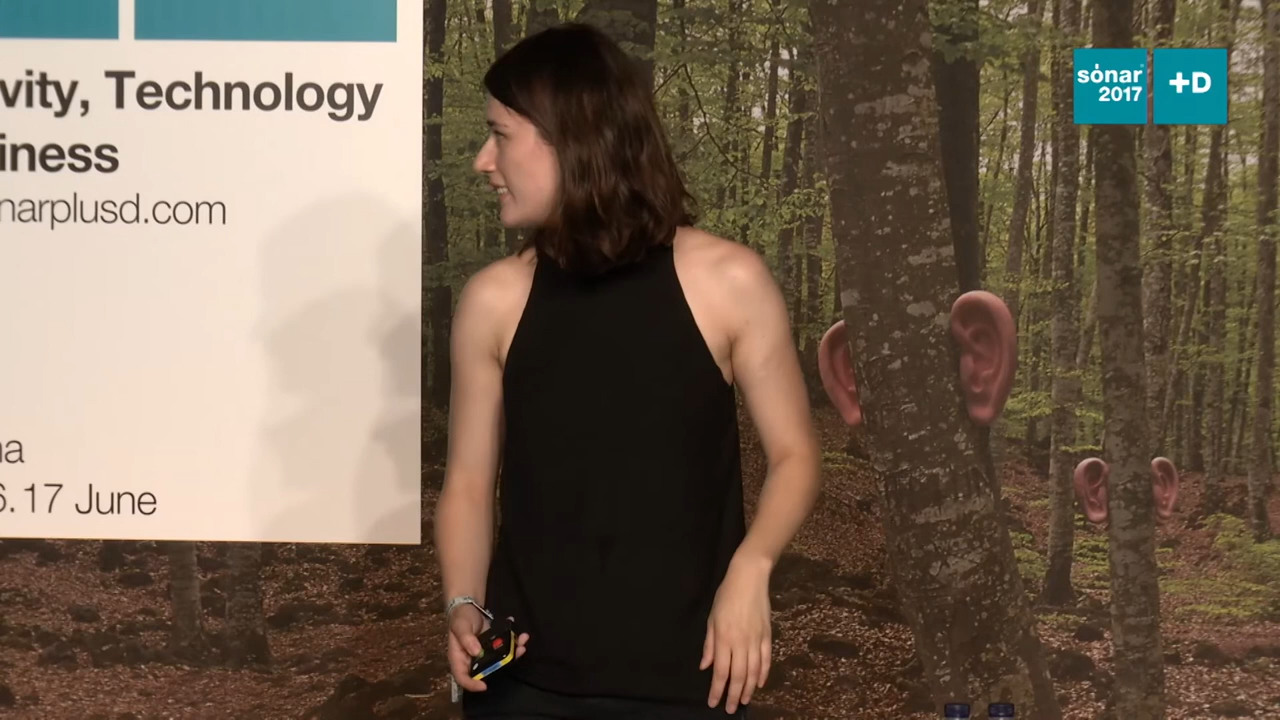 vity, Technology
iness
narplusd.com
na
6.17 June
sónar
2017
+D